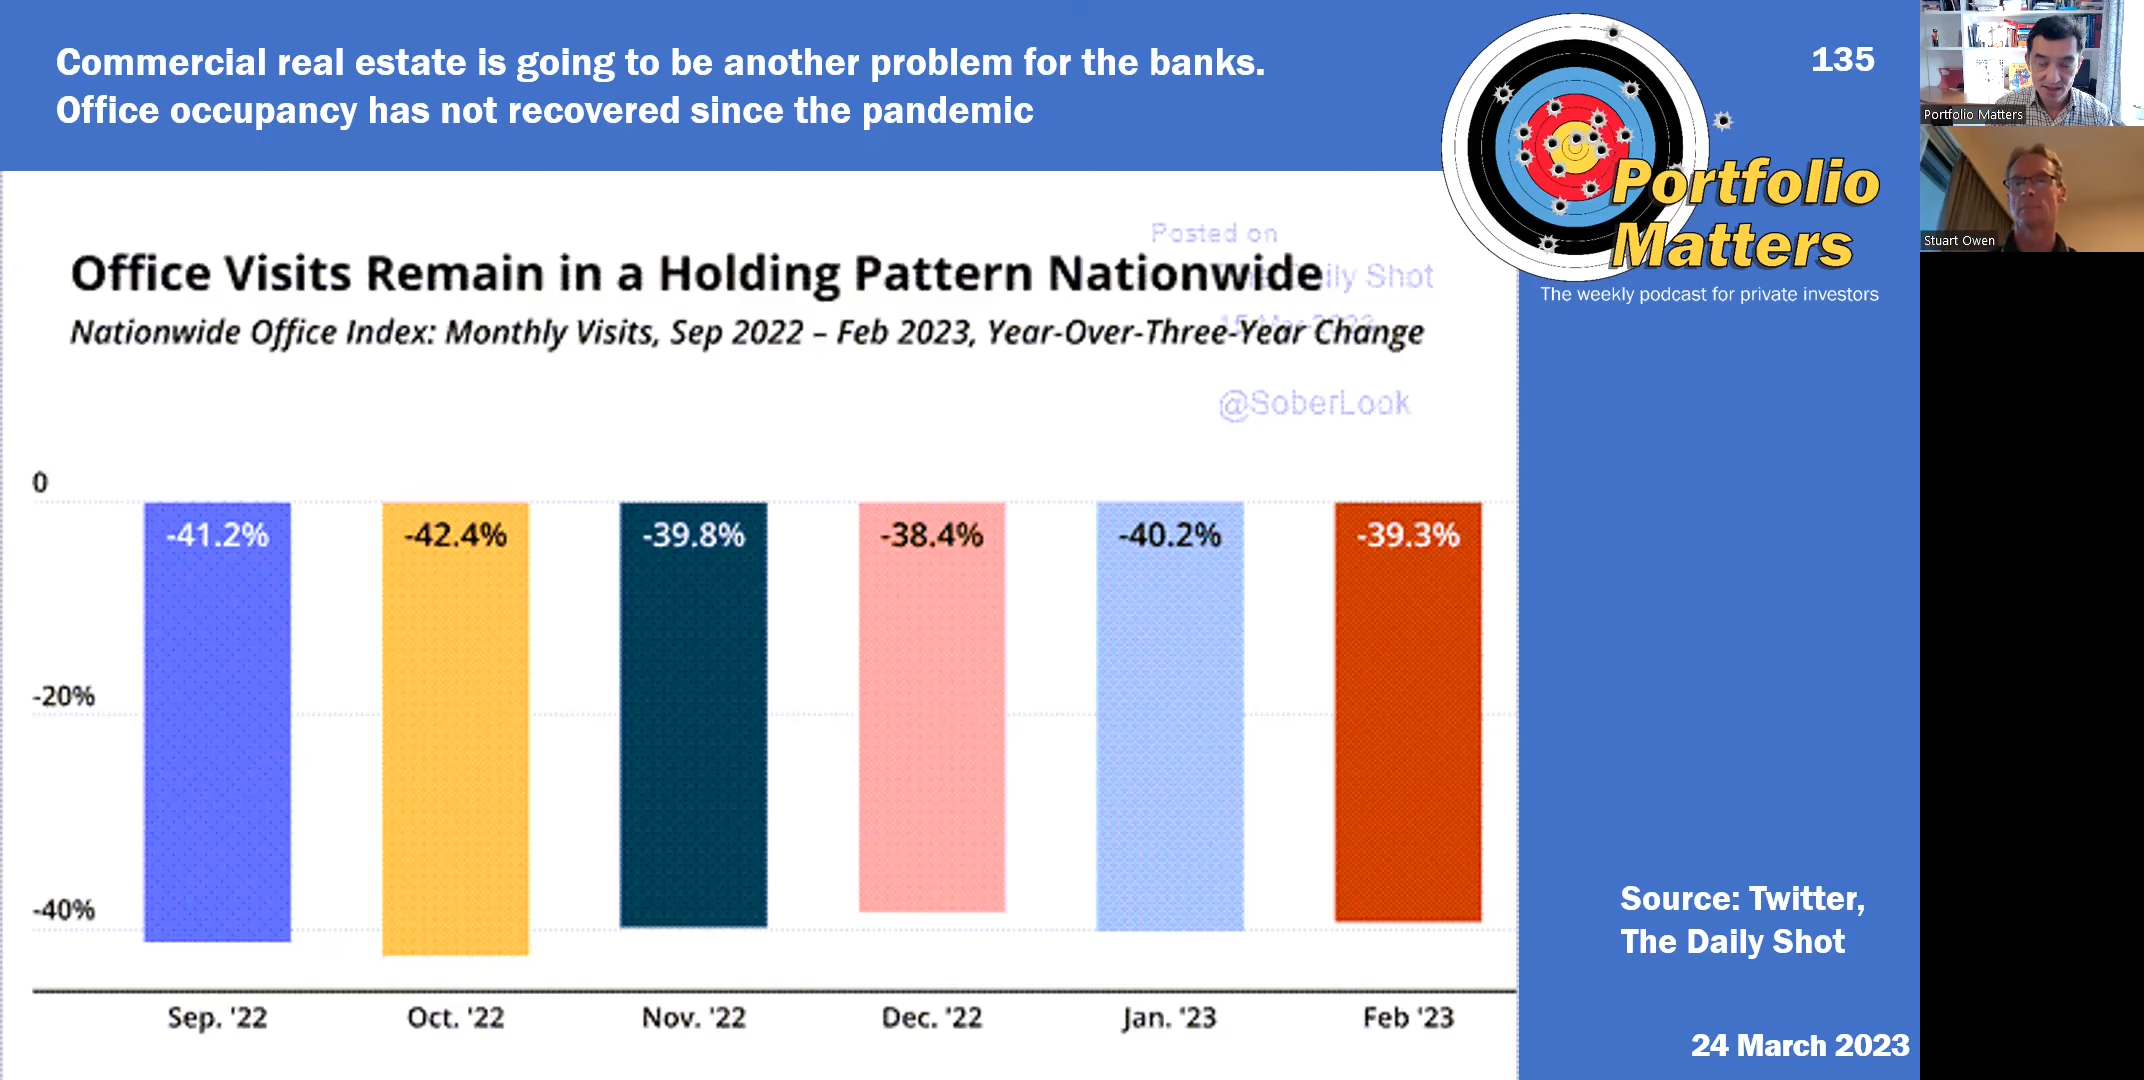 Commercial real estate is going to be another problem for the banks.
Office occupancy has not recovered since the pandemic
135
Portfolio
Matters
The weekly podcast for private investors
Portfolio Matters
Stuart Owen
Posted on
Office Visits Remain in a Holding Pattern Nationwide
ily Shot
Nationwide Office Index: Monthly Visits, Sep 2022 – Feb 2023, Year-Over-Three-Year Change
@SoberLook
0
-20%
-40%
-41.2%
-42.4%
-39.8%
-38.4%
-40.2%
-39.3%
Sep. '22
Oct. '22
Nov. '22
Dec. '22
Jan. '23
Feb '23
Source: Twitter,
The Daily Shot
24 March 2023